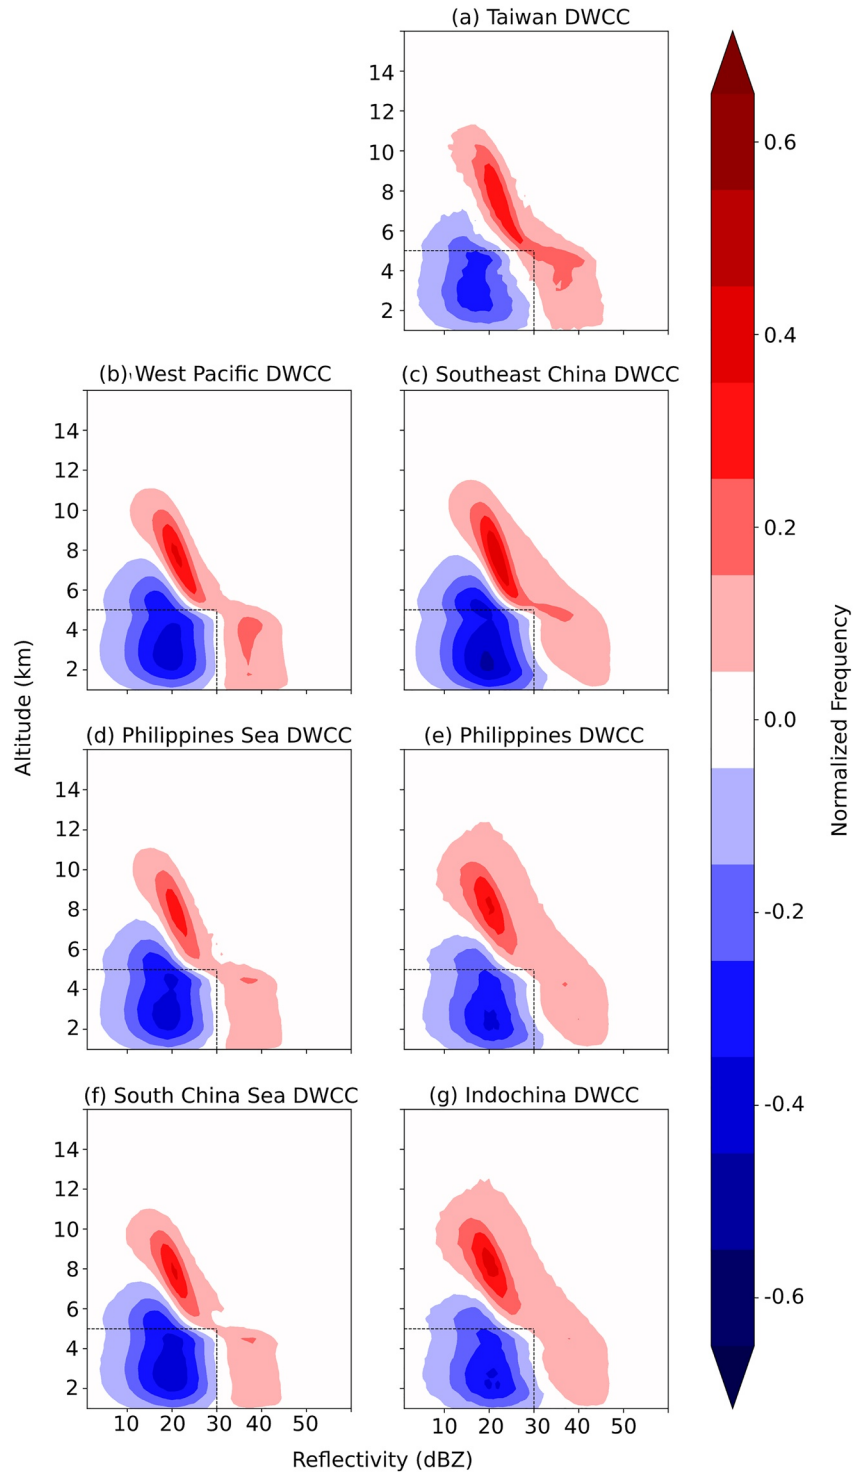 (a) Taiwan DWCC
14
12
10
8
6
4
2
(b) West Pacific DWCC
(c) Southeast China DWCC
14
12
10
8
6
4
2
(d) Philippines Sea DWCC
(e) Philippines DWCC
14
12
10
8
6
4
2
(f) South China Sea DWCC
(g) Indochina DWCC
14
12
10
8
6
4
2
10 20 30 40 50
10 20 30 40 50
Altitude (km)
Reflectivity (dBZ)
0.6
0.4
0.2
0.0
-0.2
-0.4
-0.6
Normalized Frequency